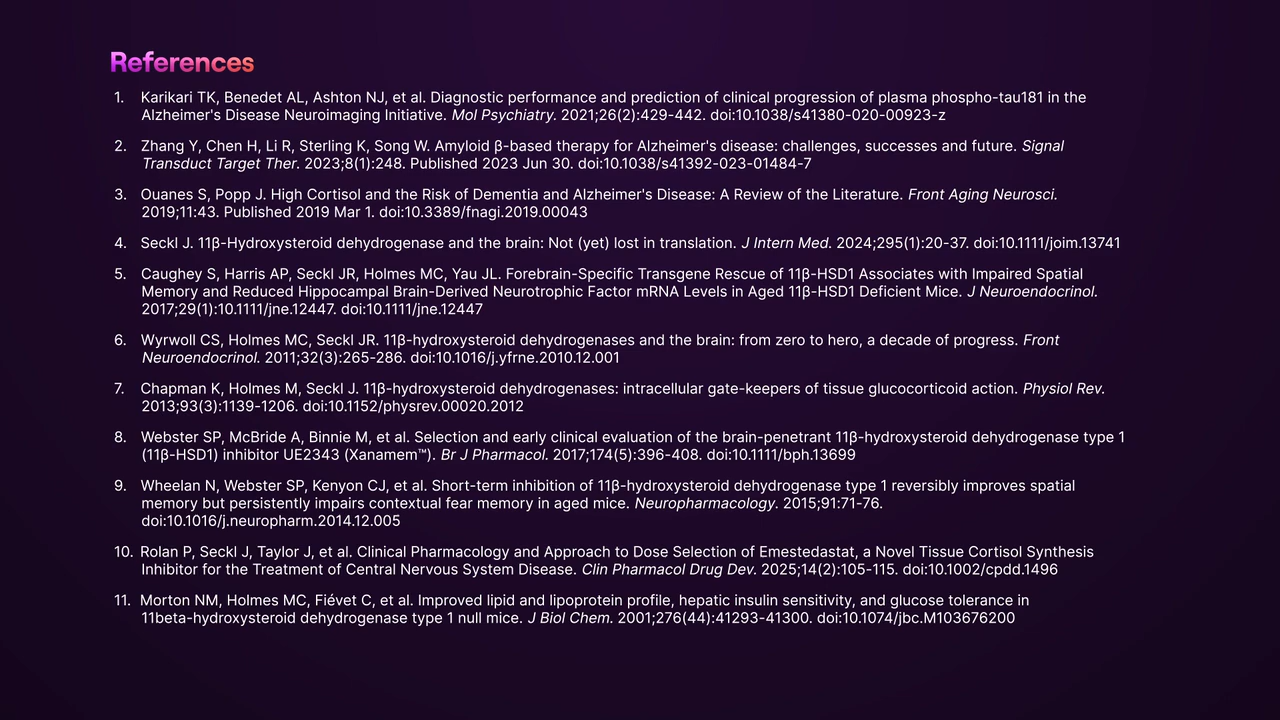 References
1. Karikari TK, Benedet AL, Ashton NJ, et al. Diagnostic performance and prediction of clinical progression of plasma phospho-tau181 in the
Alzheimer's Disease Neuroimaging Initiative. Mol Psychiatry. 2021;26(2):429-442. doi:10.1038/s41380-020-00923-z
2. Zhang Y, Chen H, Li R, Sterling K, Song W. Amyloid β-based therapy for Alzheimer's disease: challenges, successes and future. Signal
Transduct Target Ther. 2023;8(1):248. Published 2023 Jun 30. doi:10.1038/s41392-023-01484-7
3. Ouanes S, Popp J. High Cortisol and the Risk of Dementia and Alzheimer's Disease: A Review of the Literature. Front Aging Neurosci.
2019;11:43. Published 2019 Mar 1. doi:10.3389/fnagi.2019.00043
4. Seckl J. 11β-Hydroxysteroid dehydrogenase and the brain: Not (yet) lost in translation. J Intern Med. 2024;295(1):20-37. doi:10.1111/joim.13741
5. Caughey S, Harris AP, Seckl JR, Holmes MC, Yau JL. Forebrain-Specific Transgene Rescue of 11β-HSD1 Associates with Impaired Spatial
Memory and Reduced Hippocampal Brain-Derived Neurotrophic Factor mRNA Levels in Aged 11β-HSD1 Deficient Mice. J Neuroendocrinol.
2017;29(1):10.1111/jne.12447. doi:10.1111/jne.12447
6. Wyrwoll CS, Holmes MC, Seckl JR. 11β-hydroxysteroid dehydrogenases and the brain: from zero to hero, a decade of progress. Front
Neuroendocrinol. 2011;32(3):265-286. doi:10.1016/j.yfrne.2010.12.001
7. Chapman K, Holmes M, Seckl J. 11β-hydroxysteroid dehydrogenases: intracellular gate-keepers of tissue glucocorticoid action. Physiol Rev.
2013;93(3):1139-1206. doi:10.1152/physrev.00020.2012
8. Webster SP, McBride A, Binnie M, et al. Selection and early clinical evaluation of the brain-penetrant 11β-hydroxysteroid dehydrogenase type 1
(11β-HSD1) inhibitor UE2343 (Xanamem™). Br J Pharmacol. 2017;174(5):396-408. doi:10.1111/bph.13699
9. Wheelan N, Webster SP, Kenyon CJ, et al. Short-term inhibition of 11β-hydroxysteroid dehydrogenase type 1 reversibly improves spatial
memory but persistently impairs contextual fear memory in aged mice. Neuropharmacology. 2015;91:71-76.
doi:10.1016/j.neuropharm.2014.12.005
10. Rolan P, Seckl J, Taylor J, et al. Clinical Pharmacology and Approach to Dose Selection of Emestedastat, a Novel Tissue Cortisol Synthesis
Inhibitor for the Treatment of Central Nervous System Disease. Clin Pharmacol Drug Dev. 2025;14(2):105-115. doi:10.1002/cpdd.1496
11. Morton NM, Holmes MC, Fiévet C, et al. Improved lipid and lipoprotein profile, hepatic insulin sensitivity, and glucose tolerance in
11beta-hydroxysteroid dehydrogenase type 1 null mice. J Biol Chem. 2001;276(44):41293-41300. doi:10.1074/jbc.M103676200